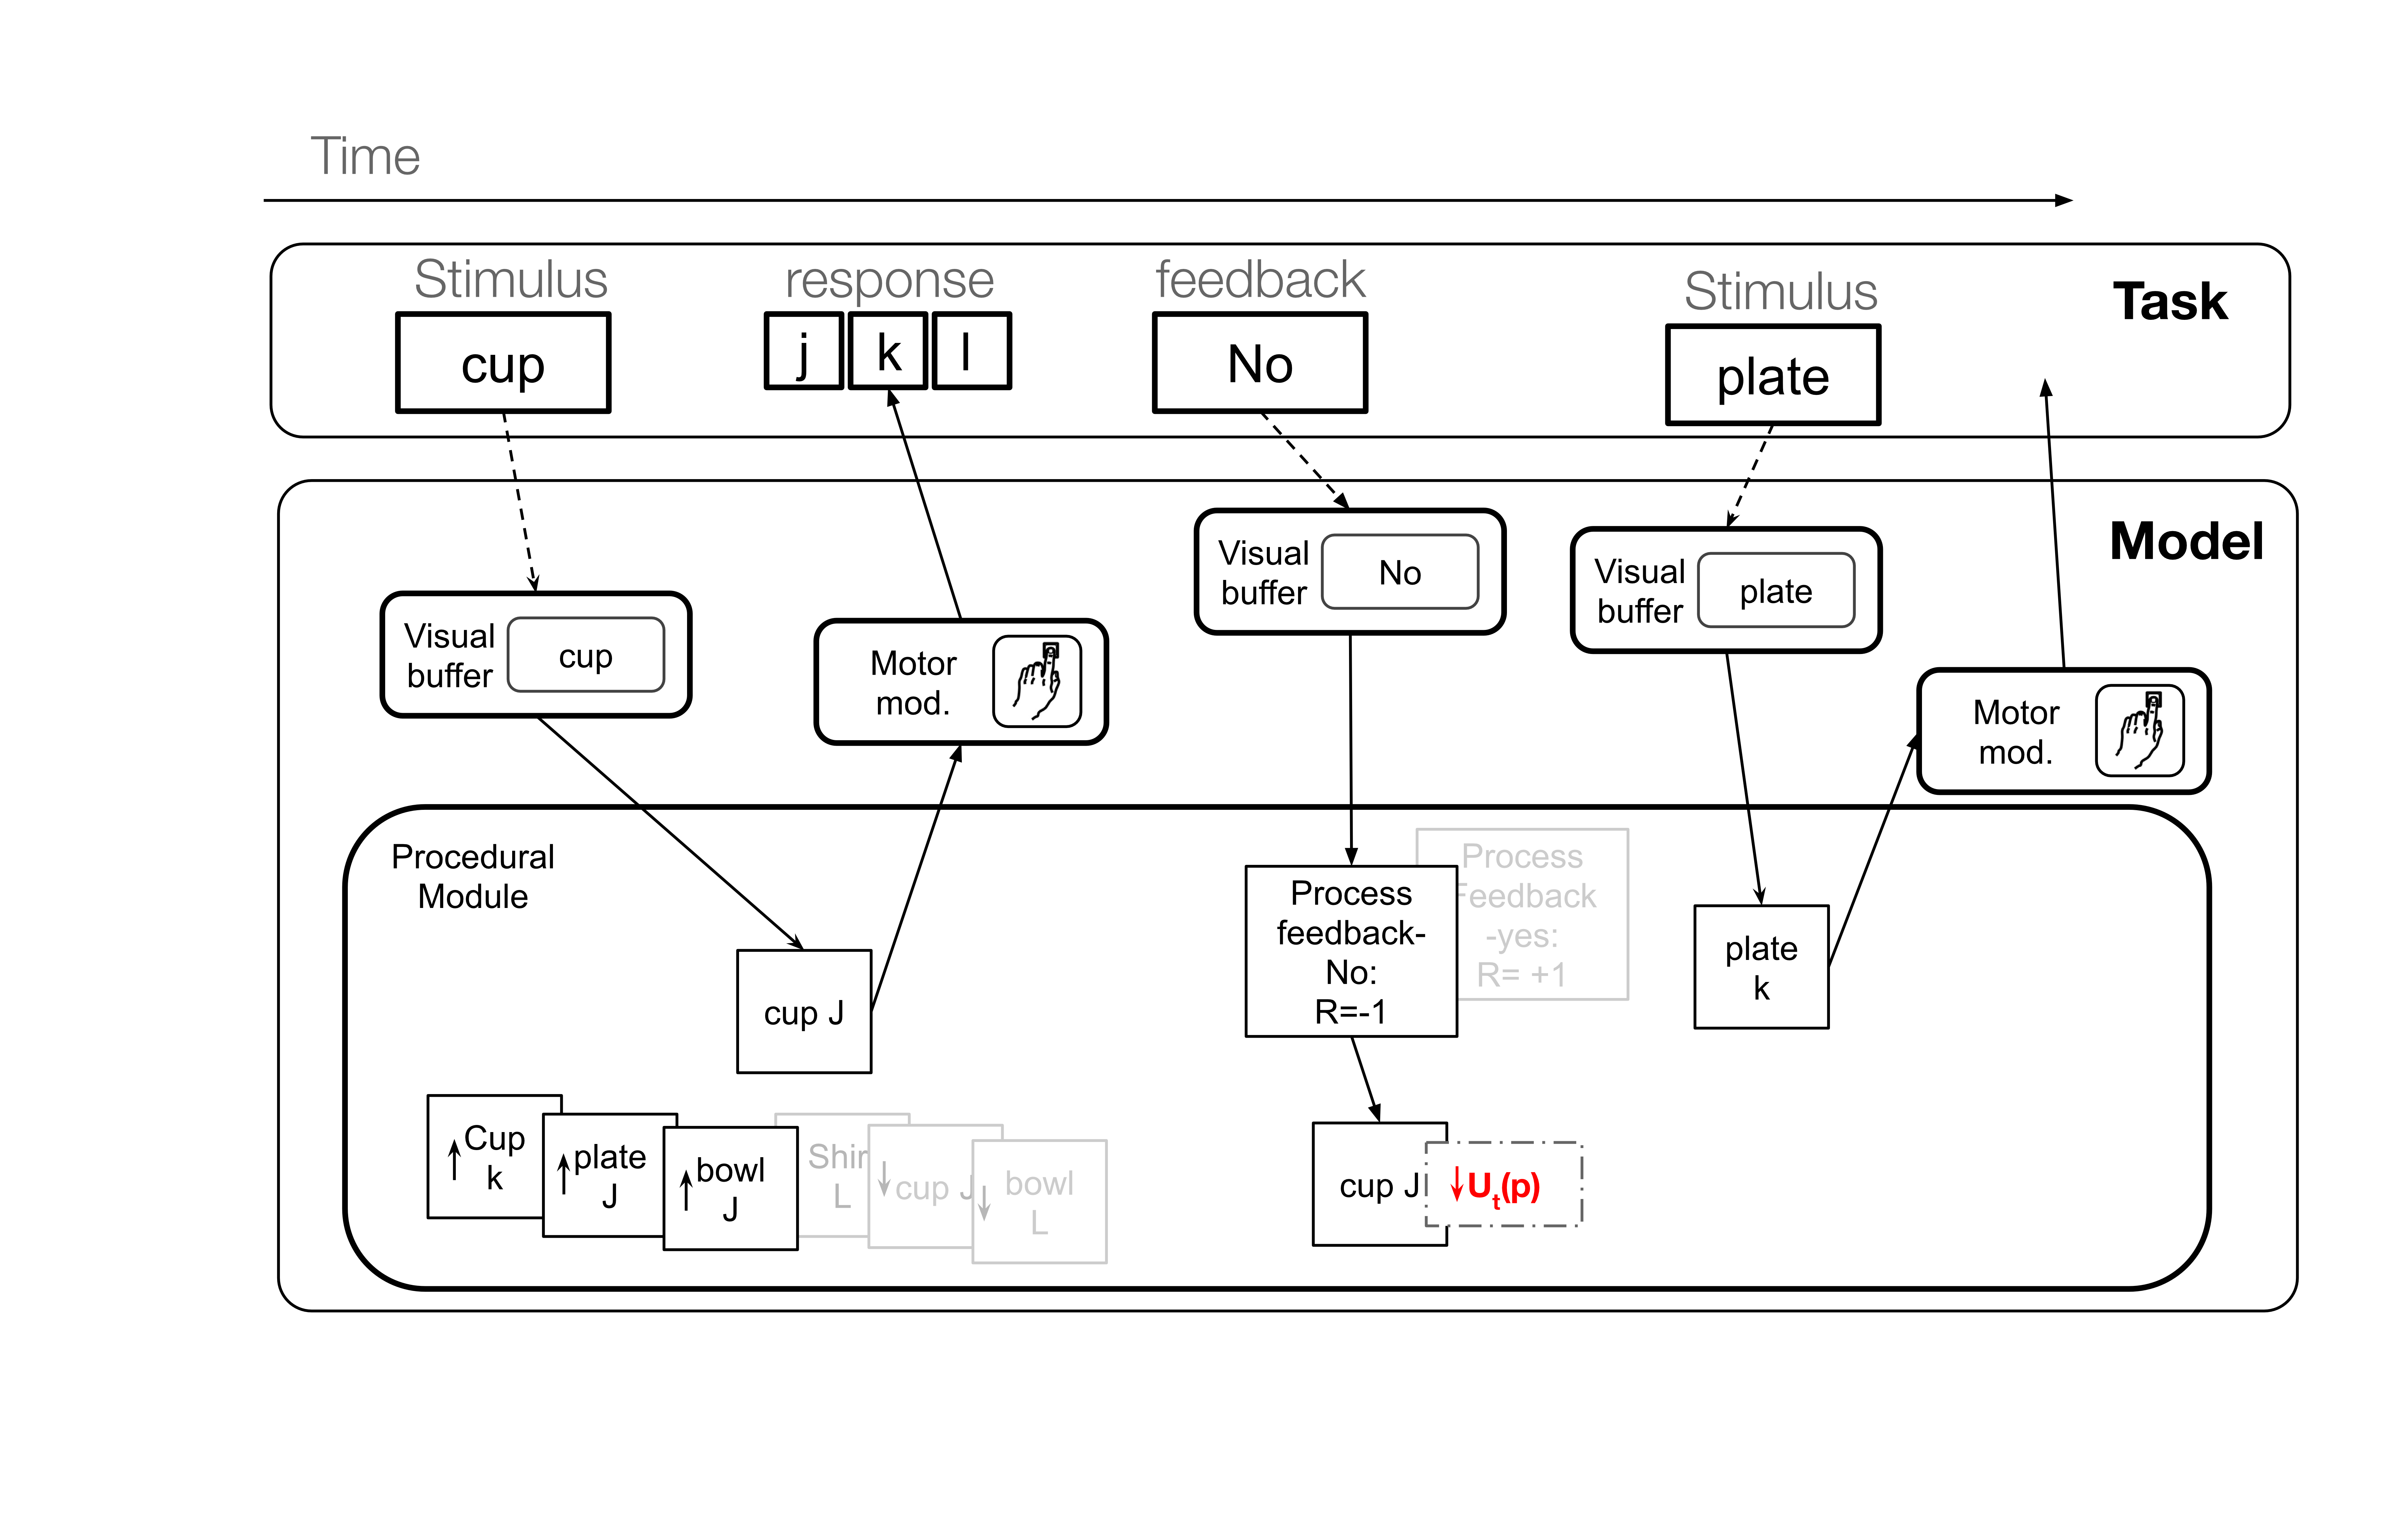 Time
Stimulus
response
feedback
Stimulus
Task
cup
j
k
l
No
plate
Model
Visual
buffer
cup
Motor
mod.
Visual
buffer
No
Visual
buffer
plate
Motor
mod.
Procedural
Module
cup J
Process
feedback-
No:
R=-1
Process
Feedback
-yes:
R= +1
plate
k
Cup
k
plate
J
bowl
J
Shir
L
cup J
bowl
L
cup J
↓Ut(p)